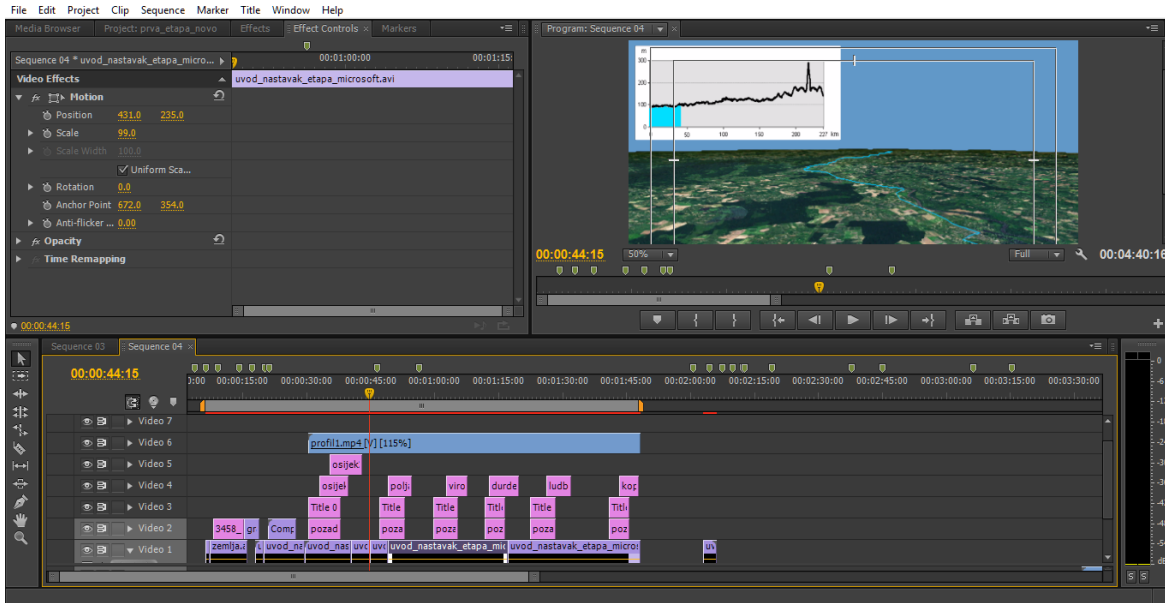 File Edit Project Clip Sequence Marker Title Window Help
Media Browser Project: prva_etapa_novo Effects Effect Controls × Markers
Program: Sequence 04 ×
Sequence 04 * uvod_nastavak_etapa_micro...
00:01:00:00 00:01:15:
Video Effects
uvod_nastavak_etapa_microsoft.avi
fx Motion
Position 431.0 235.0
Scale 99.0
Scale Width 100.0
Uniform Sca...
Rotation 0.0
Anchor Point 672.0 354.0
Anti-flicker ... 0.00
fx Opacity
fx Time Remapping
m
300
200
100
0 50 100 150 200 227 km
00:00:44:15 50% Full 00:04:40:16
00:00:44:15
Sequence 03 Sequence 04 ×
00:00:44:15
0:00 00:00:15:00 00:00:30:00 00:00:45:00 00:01:00:00 00:01:15:00 00:01:30:00 00:01:45:00 00:02:00:00 00:02:15:00 00:02:30:00 00:02:45:00 00:03:00:00 00:03:15:00 00:03:30:00
Video 7
Video 6 profil1.mp4 [V] [115%]
Video 5 osijek
Video 4 osijek polj viro durde ludb kop
Video 3 Title 0 Title Title Titl Title Titl
Video 2 3458_ gr Comp pozad poza poza poz poza poz
Video 1 zemlja.a uvod_na uvod_nas uvo uvo uvod_nastavak_etapa_mic uvod_nastavak_etapa_micros uv
0
-6
dB
S S